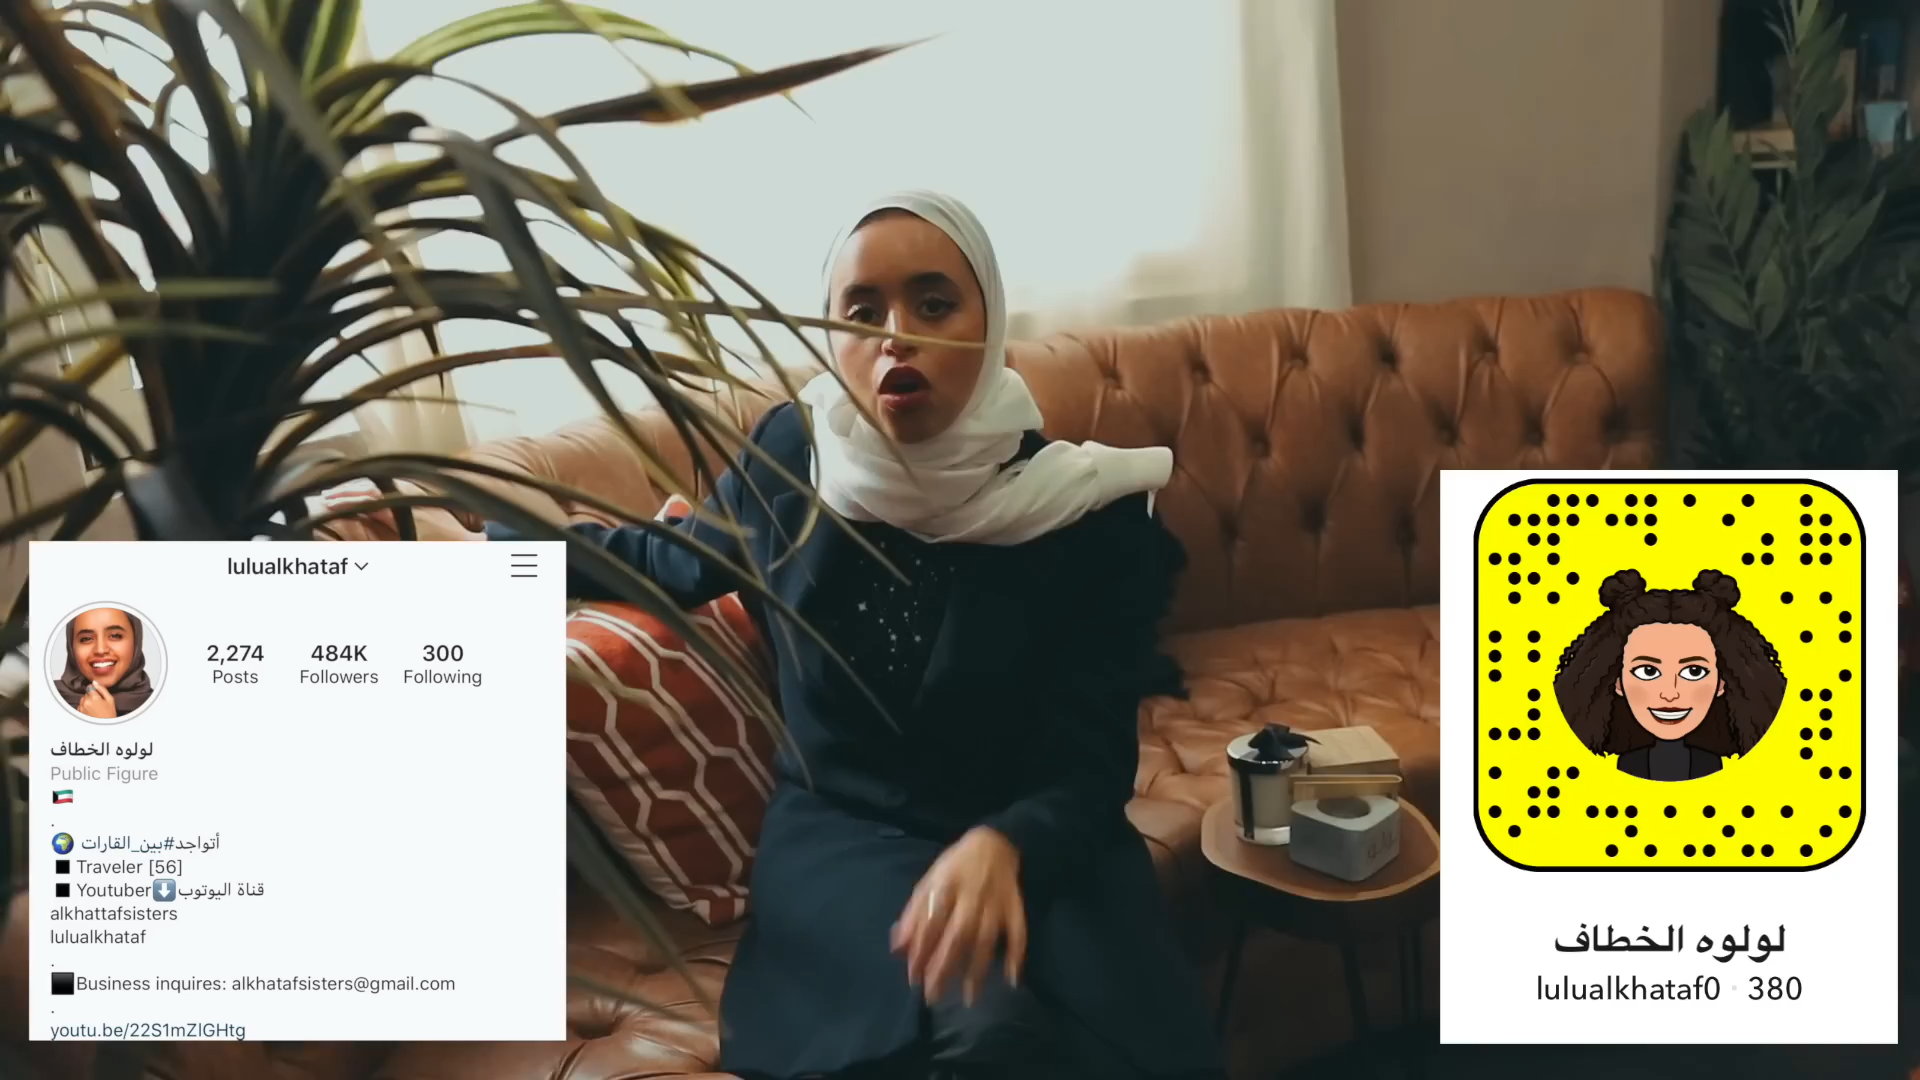 lulualkhataf
2,274 484K 300
Posts Followers Following
لولوه الخطاف
Public Figure
.
أتواجد#بين_القارات
Traveler [56]
Youtuber⬇️قناة اليوتوب
alkhattafsisters
lulualkhataf
.
Business inquires: alkhatafsisters@gmail.com
.
youtu.be/22S1mZlGHtg
لولوه الخطاف
lulualkhataf0 · 380